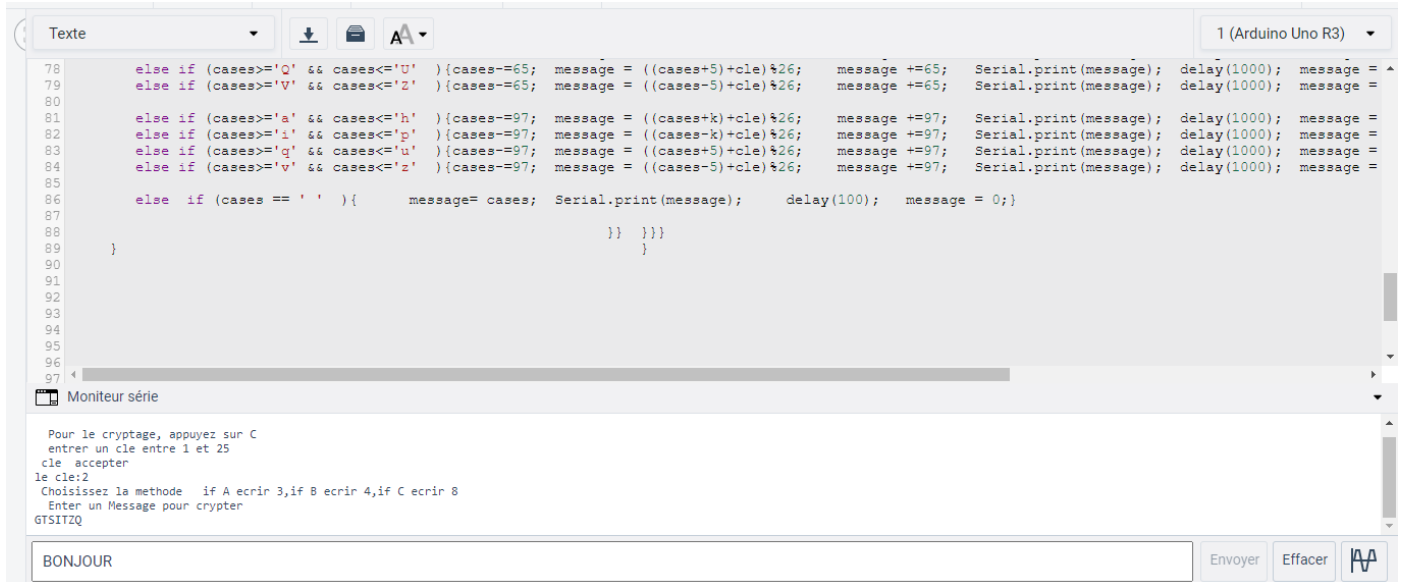 Texte
AA
1 (Arduino Uno R3)
78 else if (cases>='Q' && cases<='U' ){cases-=65; message = ((cases+5)+cle)%26; message +=65; Serial.print(message); delay(1000); message =
79 else if (cases>='V' && cases<='Z' ){cases-=65; message = ((cases-5)+cle)%26; message +=65; Serial.print(message); delay(1000); message =
80
81 else if (cases>='a' && cases<='h' ){cases-=97; message = ((cases+k)+cle)%26; message +=97; Serial.print(message); delay(1000); message =
82 else if (cases>='i' && cases<='p' ){cases-=97; message = ((cases-k)+cle)%26; message +=97; Serial.print(message); delay(1000); message =
83 else if (cases>='q' && cases<='u' ){cases-=97; message = ((cases+5)+cle)%26; message +=97; Serial.print(message); delay(1000); message =
84 else if (cases>='v' && cases<='z' ){cases-=97; message = ((cases-5)+cle)%26; message +=97; Serial.print(message); delay(1000); message =
85
86 else if (cases == ' ' ){ message= cases; Serial.print(message); delay(100); message = 0;}
87
88 }} }}}
89 } }
90
91
92
93
94
95
96
97
Moniteur série
Pour le cryptage, appuyez sur C
entrer un cle entre 1 et 25
cle accepter
le cle:2
Choisissez la methode if A ecrir 3,if B ecrir 4,if C ecrir 8
Enter un Message pour crypter
GTSITZQ
BONJOUR
Envoyer
Effacer